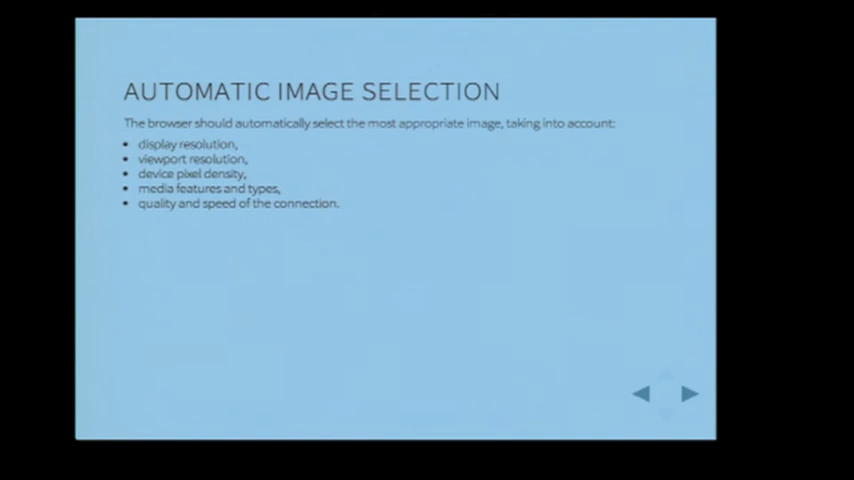 AUTOMATIC IMAGE SELECTION
The browser should automatically select the most appropriate image, taking into account:
• display resolution,
• viewport resolution,
• device pixel density,
• media features and types,
• quality and speed of the connection.